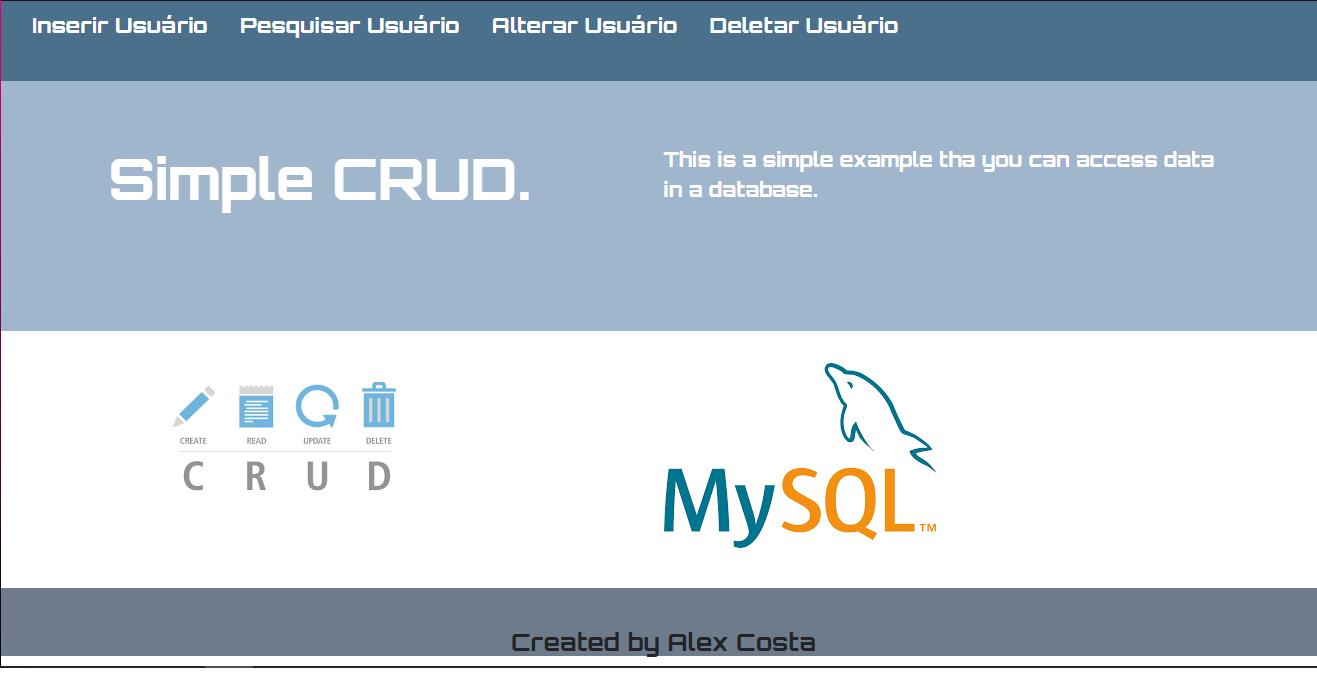 Inserir Usuário Pesquisar Usuário Alterar Usuário Deletar Usuário
Simple CRUD.
This is a simple example tha you can access data
in a database.
CREATE READ UPDATE DELETE
C R U D
MySQL™
Created by Alex Costa